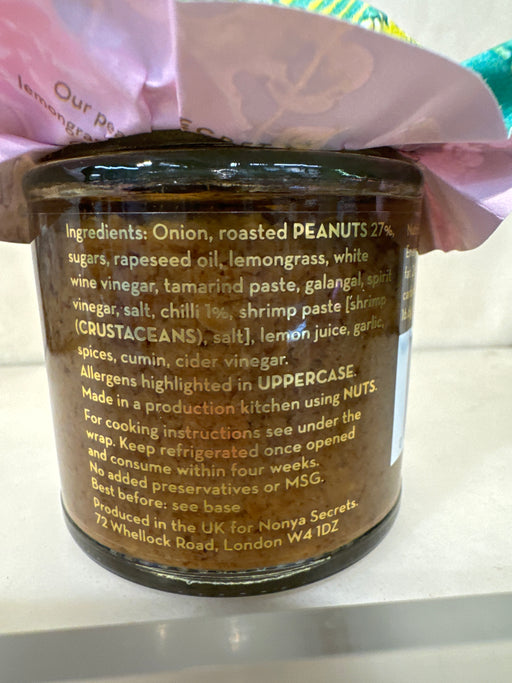 Our
lemongra
Ingredients: Onion, roasted PEANUTS 27%,
sugars, rapeseed oil, lemongrass, white
wine vinegar, tamarind paste, galangal, spirit
vinegar, salt, chilli 1%, shrimp paste [shrimp
(CRUSTACEANS), salt], lemon juice, garlic,
spices, cumin, cider vinegar.
Allergens highlighted in UPPERCASE.
Made in a production kitchen using NUTS.
For cooking instructions see under the
wrap. Keep refrigerated once opened
and consume within four weeks.
No added preservatives or MSG.
Best before: see base
Produced in the UK for Nonya Secrets.
72 Whellock Road, London W4 1DZ